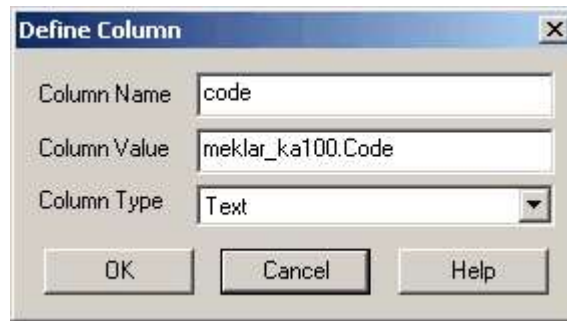 Define Column
Column Name code
Column Value meklar_ka100.Code
Column Type Text
OK Cancel Help